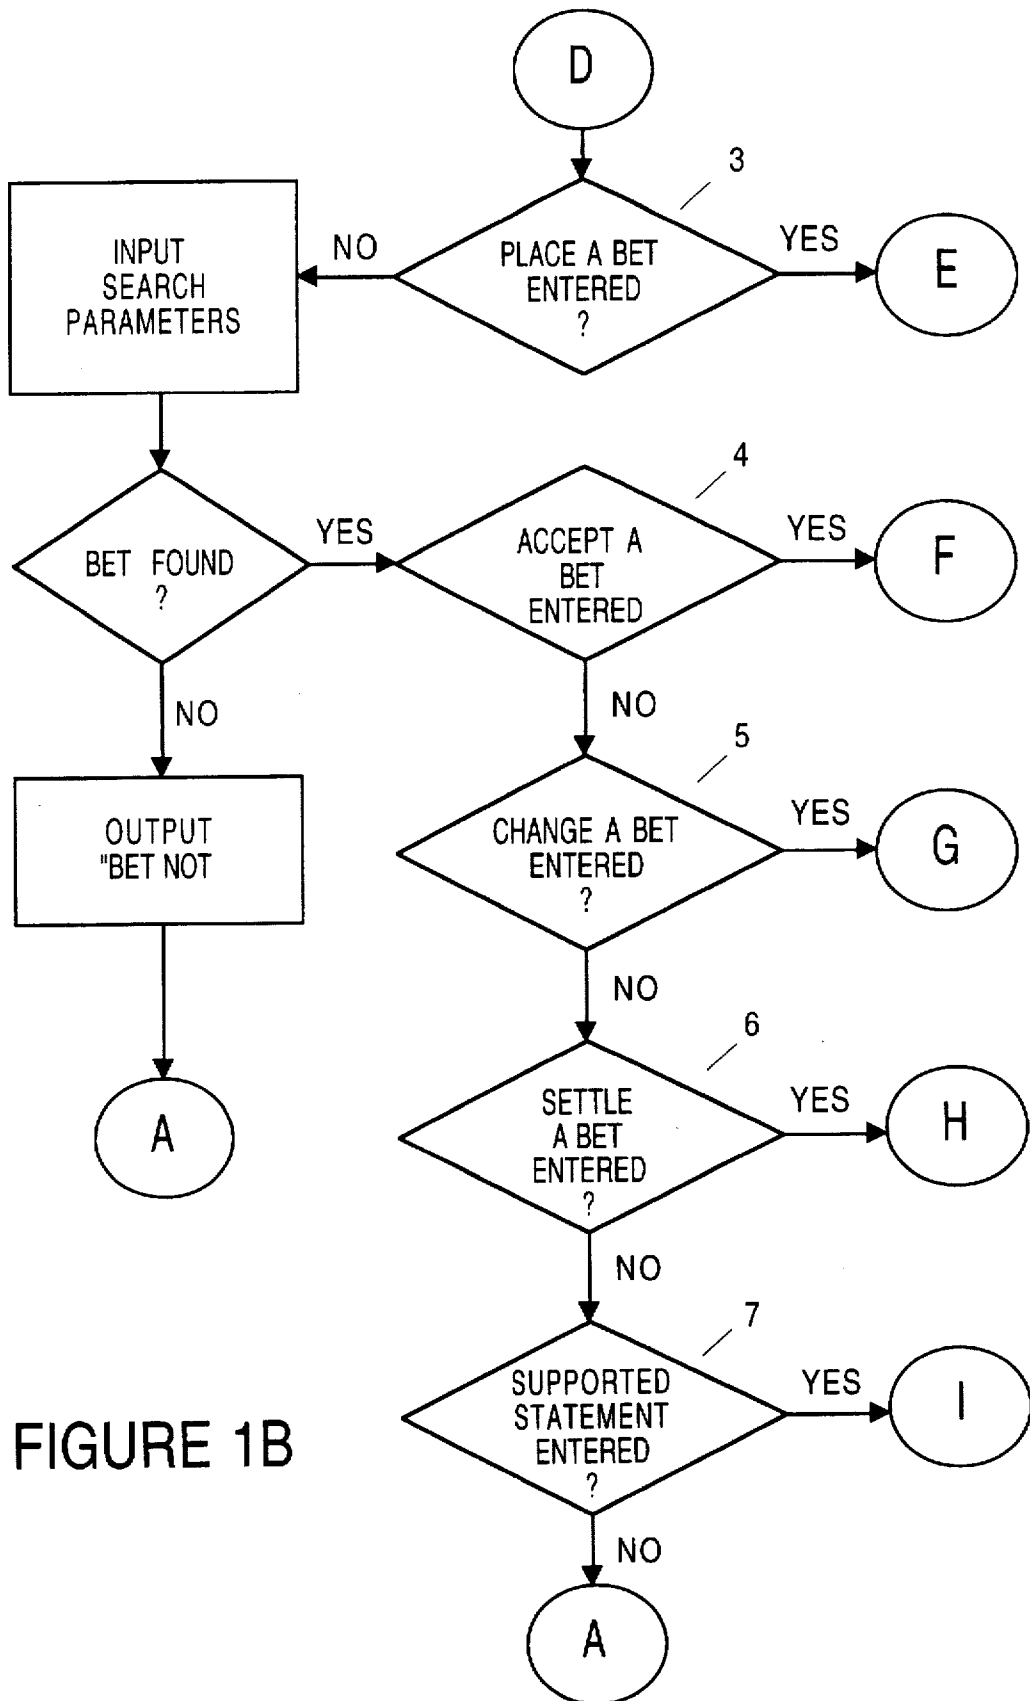 D
3
PLACE A BET
ENTERED
?
YES
E
NO
INPUT
SEARCH
PARAMETERS
BET FOUND
?
YES
4
ACCEPT A
BET
ENTERED
YES
F
NO
NO
OUTPUT
"BET NOT
A
5
CHANGE A BET
ENTERED
?
YES
G
NO
6
SETTLE
A BET
ENTERED
?
YES
H
NO
7
SUPPORTED
STATEMENT
ENTERED
?
YES
I
NO
A
FIGURE 1B